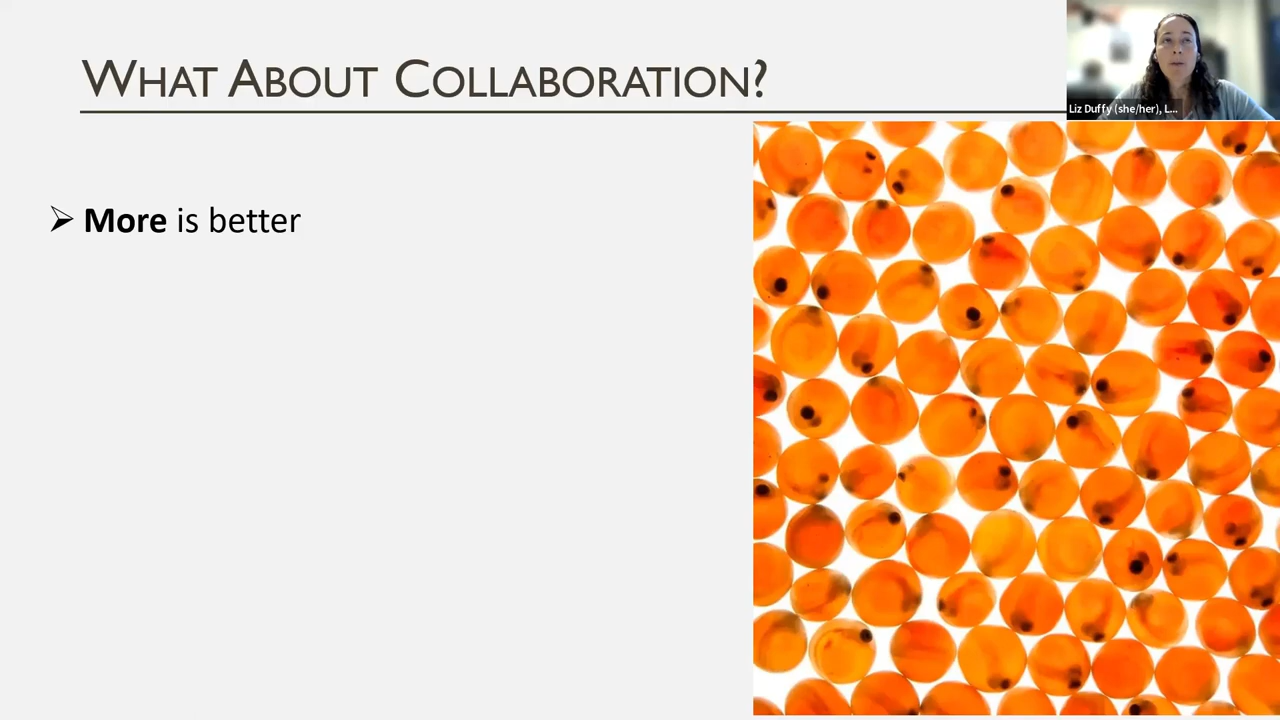 WHAT ABOUT COLLABORATION?
Liz Duffy (she/her), L...
➢ More is better